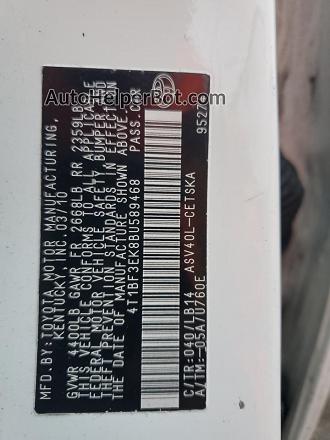 AutoHelperBot.com
MFD. BY: TOYOTA MOTOR MANUFACTURING,
KENTUCKY, INC. 03/10
GVWR 4400LB GAWR FR 2668LB RR 2359LB
THIS VEHICLE CONFORMS TO ALL APPLICABLE
FEDERAL MOTOR VEHICLE SAFETY, BUMPER, AND
THEFT PREVENTION STANDARDS IN EFFECT ON
THE DATE OF MANUFACTURE SHOWN ABOVE.
4T1BF3EK8BU589468 PASS.CAR
C/TR:040/LB14 ASV40L-CETSKA
A/TM:-05A/U760E 9527